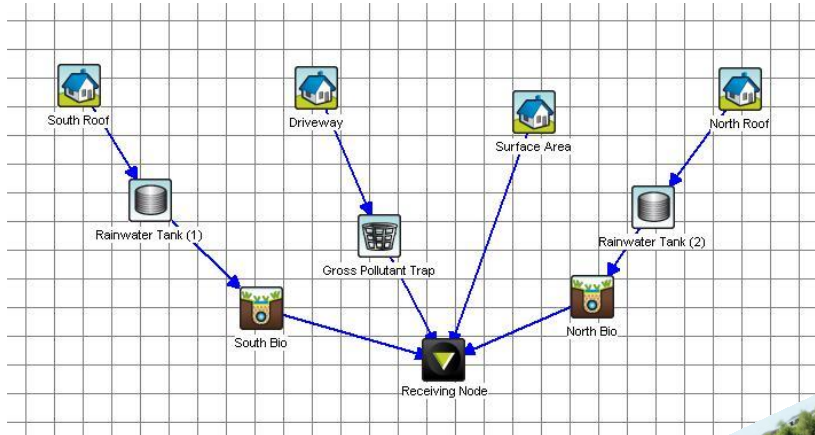 South Roof
Driveway
Surface Area
North Roof
Rainwater Tank (1)
Gross Pollutant Trap
Rainwater Tank (2)
South Bio
North Bio
Receiving Node